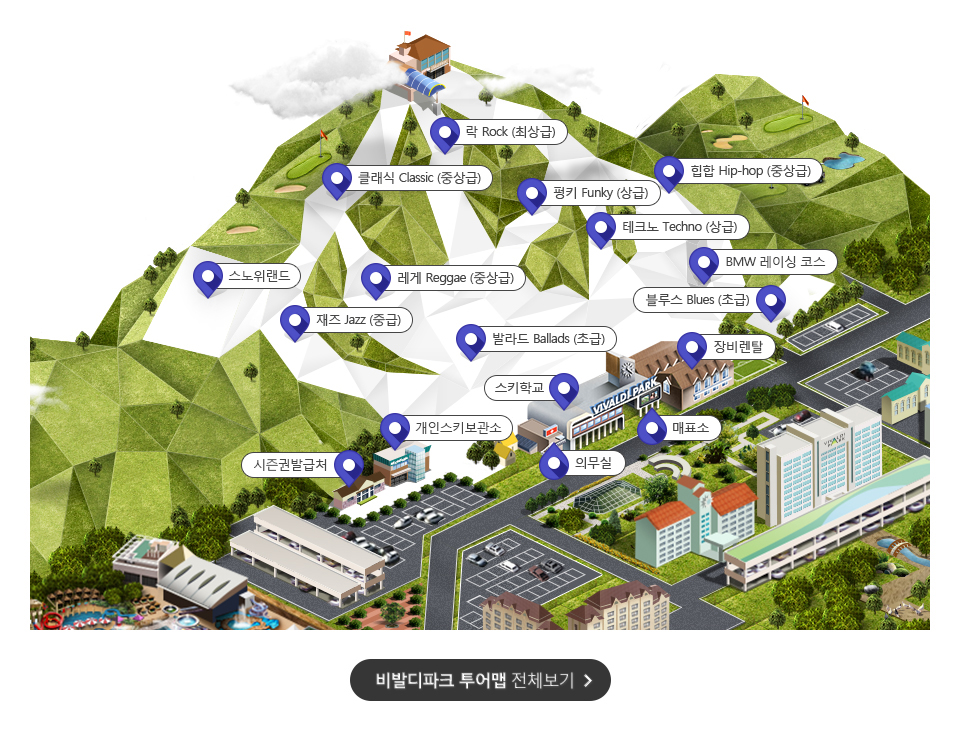 락 Rock (최상급)
클래식 Classic (중상급)
힙합 Hip-hop (중상급)
펑키 Funky (상급)
테크노 Techno (상급)
BMW 레이싱 코스
스노위랜드
레게 Reggae (중상급)
블루스 Blues (초급)
재즈 Jazz (중급)
발라드 Ballads (초급)
장비렌탈
스키학교
VIVALDI PARK
개인스키보관소
매표소
시즌권발급처
의무실
비발디파크 투어맵 전체보기